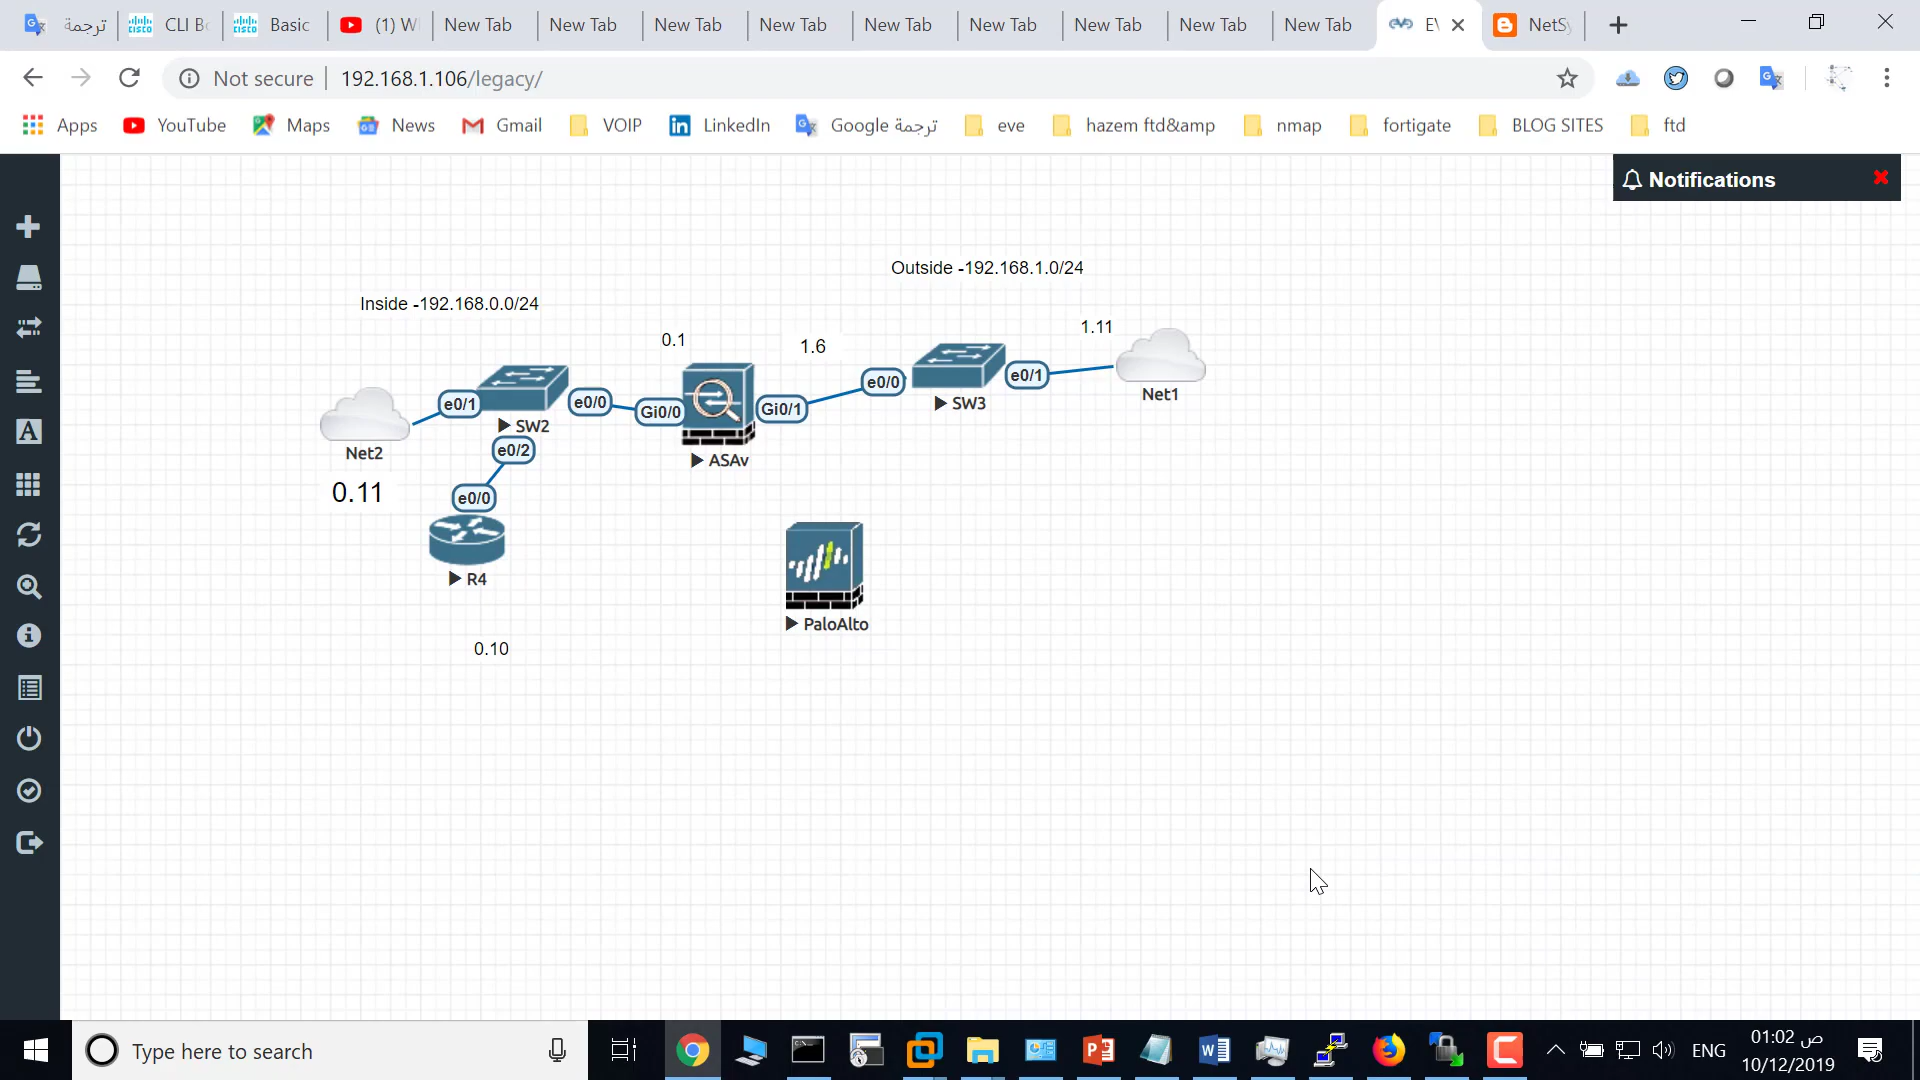 ترجمة
CLI Bo
Basic
(1) W
New Tab
New Tab
New Tab
New Tab
New Tab
New Tab
New Tab
New Tab
New Tab
EV
NetSy
Not secure
192.168.1.106/legacy/
Apps
YouTube
Maps
News
Gmail
VOIP
LinkedIn
Google ترجمة
eve
hazem ftd&amp
nmap
fortigate
BLOG SITES
ftd
Notifications
Outside -192.168.1.0/24
Inside -192.168.0.0/24
0.1
1.6
1.11
e0/1
e0/0
Gi0/0
Gi0/1
e0/0
e0/1
SW2
SW3
Net1
Net2
e0/2
ASAv
0.11
e0/0
R4
PaloAlto
0.10
Type here to search
ENG
01:02 ص
10/12/2019